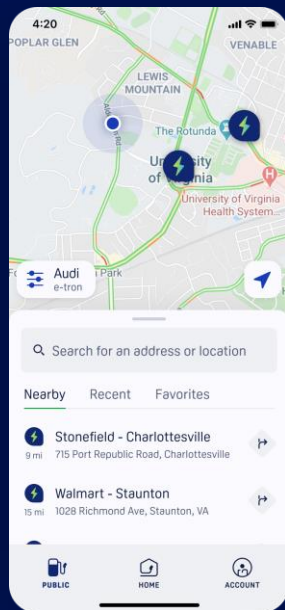 4:20
POPLAR GLEN
VENABLE
LEWIS
MOUNTAIN
The Rotunda
University
of Virginia
University of Virginia
Health System...
Park
Audi
e-tron
Search for an address or location
Nearby Recent Favorites
Stonefield - Charlottesville
9 mi 715 Port Republic Road, Charlottesville
Walmart - Staunton
15 mi 1028 Richmond Ave, Staunton, VA
PUBLIC HOME ACCOUNT